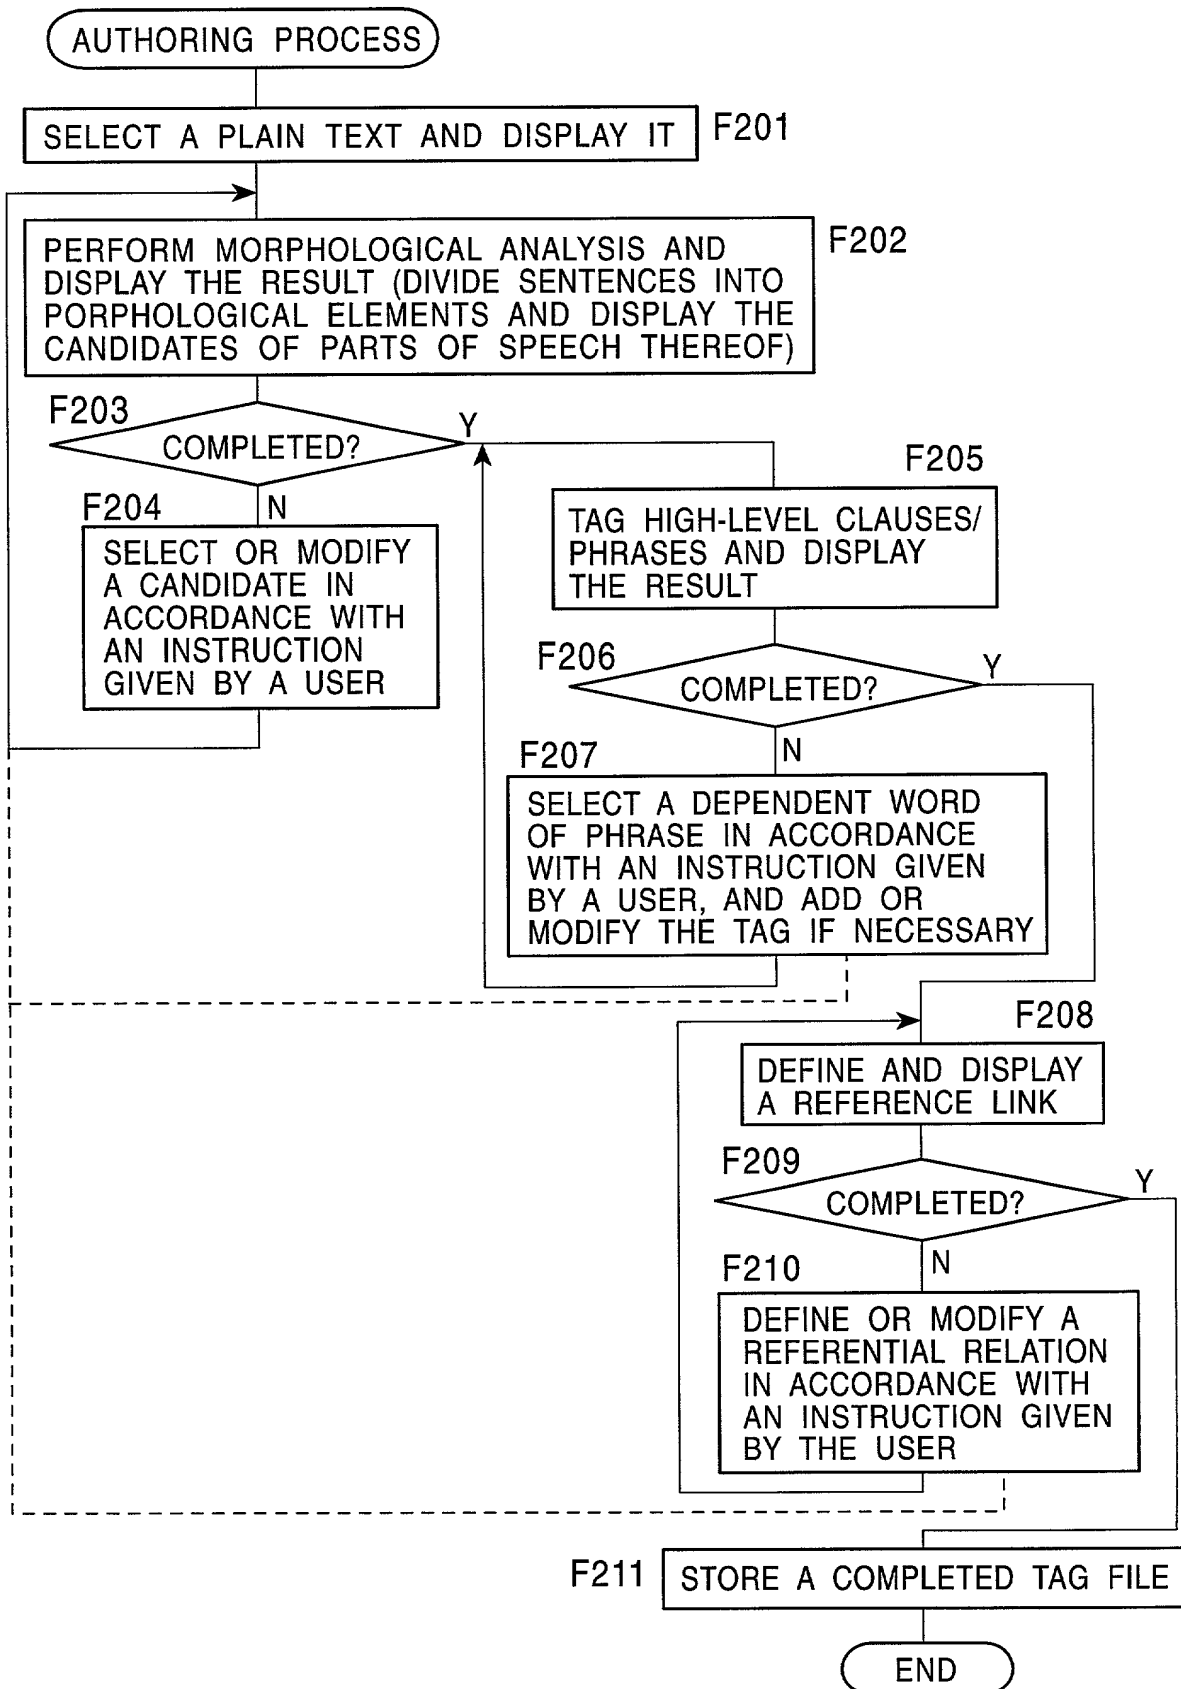 AUTHORING PROCESS
SELECT A PLAIN TEXT AND DISPLAY IT
F201
PERFORM MORPHOLOGICAL ANALYSIS AND
DISPLAY THE RESULT (DIVIDE SENTENCES INTO
PORPHOLOGICAL ELEMENTS AND DISPLAY THE
CANDIDATES OF PARTS OF SPEECH THEREOF)
F202
F203
COMPLETED?
Y
N
F204
SELECT OR MODIFY
A CANDIDATE IN
ACCORDANCE WITH
AN INSTRUCTION
GIVEN BY A USER
F205
TAG HIGH-LEVEL CLAUSES/
PHRASES AND DISPLAY
THE RESULT
F206
COMPLETED?
Y
N
F207
SELECT A DEPENDENT WORD
OF PHRASE IN ACCORDANCE
WITH AN INSTRUCTION GIVEN
BY A USER, AND ADD OR
MODIFY THE TAG IF NECESSARY
F208
DEFINE AND DISPLAY
A REFERENCE LINK
F209
COMPLETED?
Y
N
F210
DEFINE OR MODIFY A
REFERENTIAL RELATION
IN ACCORDANCE WITH
AN INSTRUCTION GIVEN
BY THE USER
F211
STORE A COMPLETED TAG FILE
END